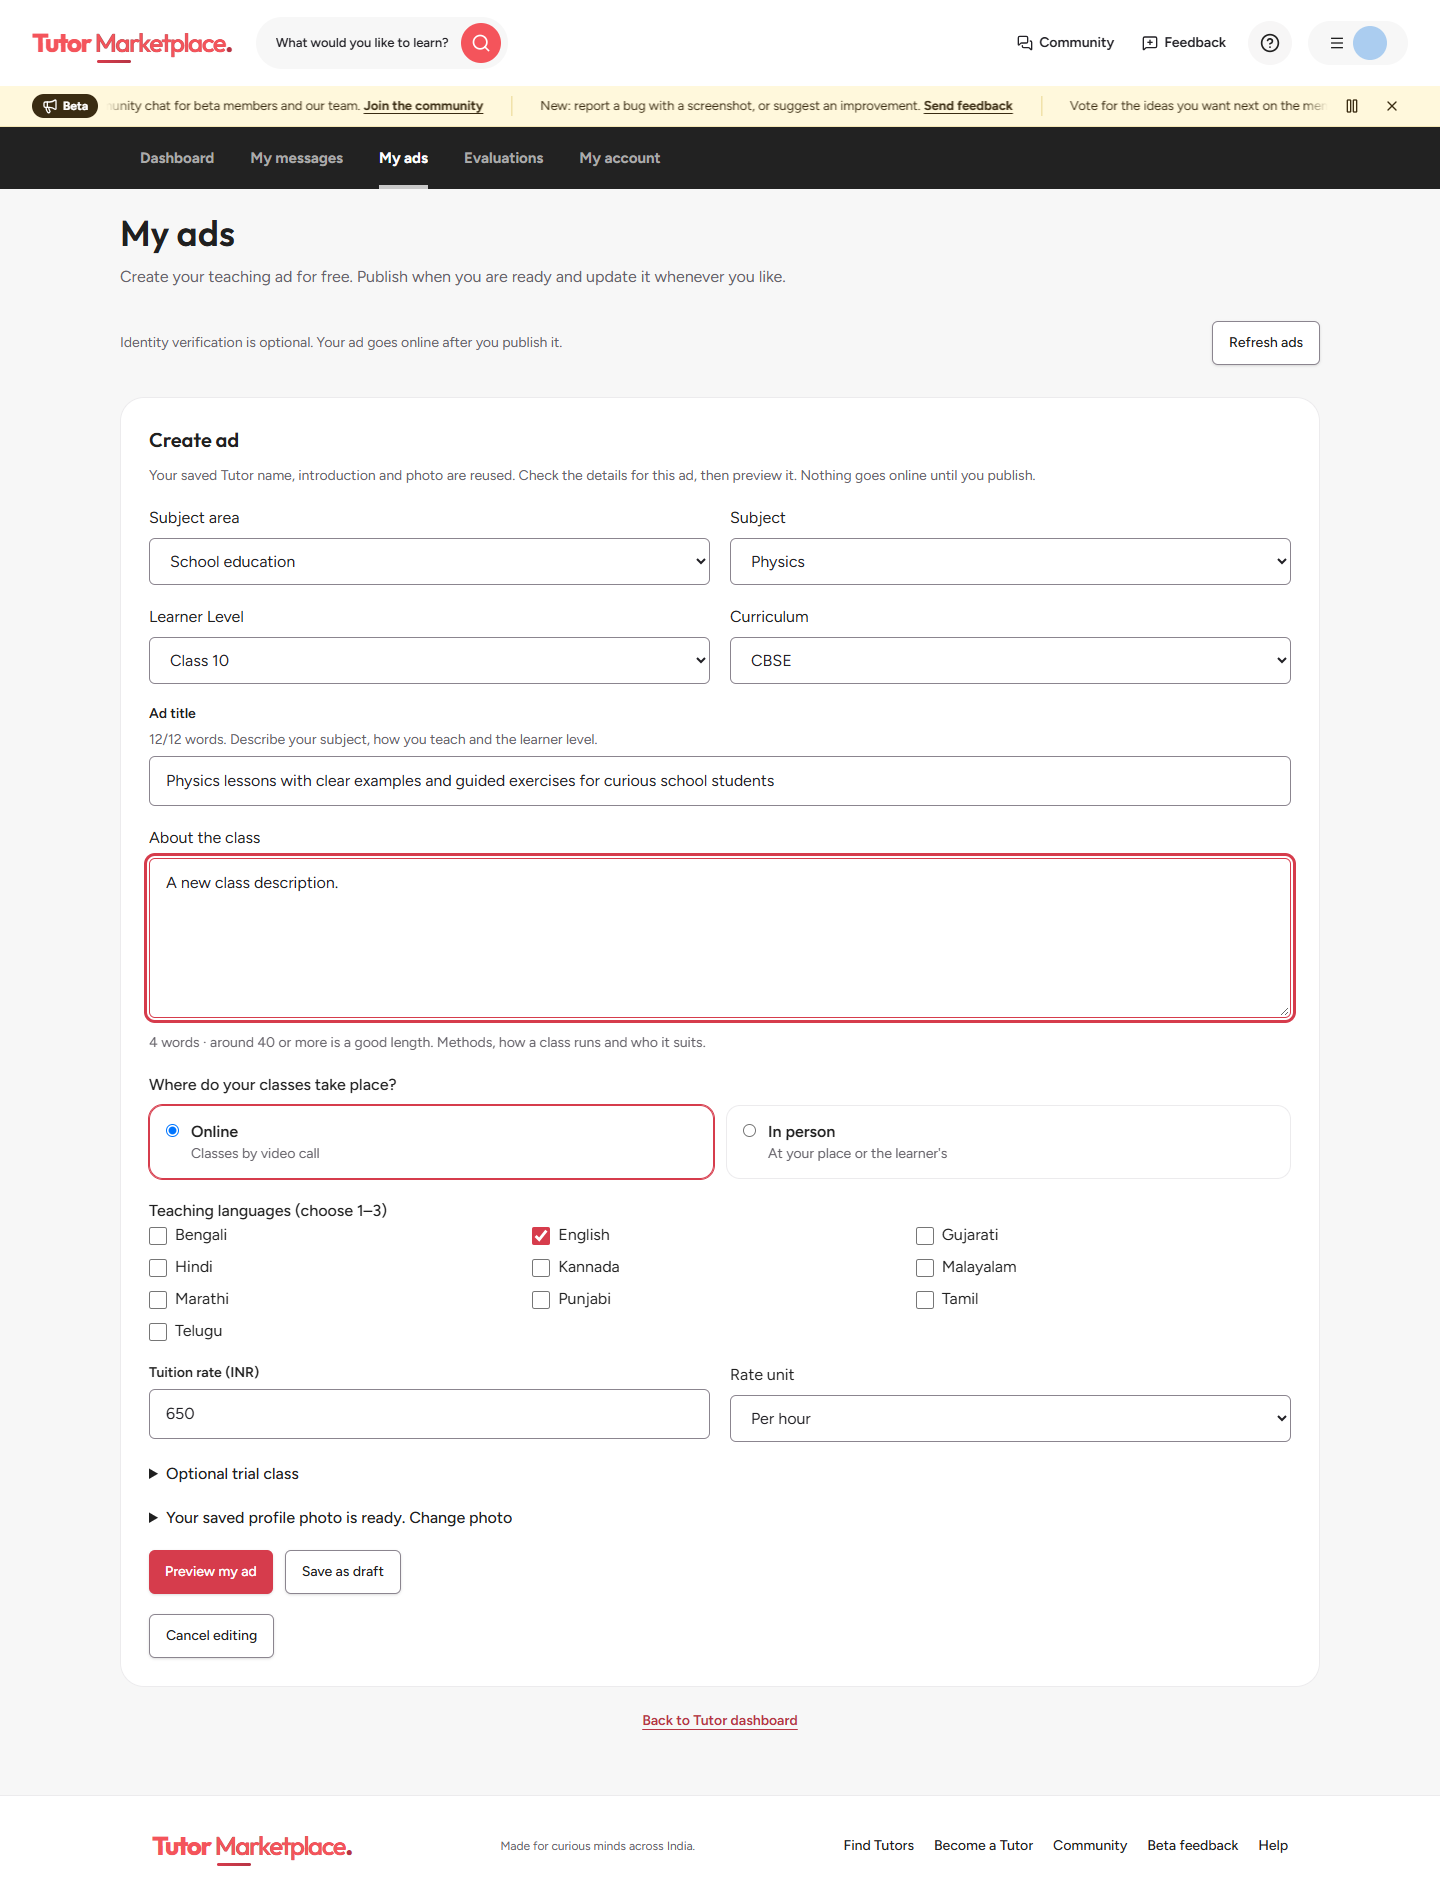 Tutor Marketplace.
What would you like to learn?
Community
Feedback
Beta
unity chat for beta members and our team. Join the community
New: report a bug with a screenshot, or suggest an improvement. Send feedback
Vote for the ideas you want next on the
Dashboard
My messages
My ads
Evaluations
My account
My ads
Create your teaching ad for free. Publish when you are ready and update it whenever you like.
Identity verification is optional. Your ad goes online after you publish it.
Refresh ads
Create ad
Your saved Tutor name, introduction and photo are reused. Check the details for this ad, then preview it. Nothing goes online until you publish.
Subject area
Subject
School education
Physics
Learner Level
Curriculum
Class 10
CBSE
Ad title
12/12 words. Describe your subject, how you teach and the learner level.
Physics lessons with clear examples and guided exercises for curious school students
About the class
A new class description.
4 words · around 40 or more is a good length. Methods, how a class runs and who it suits.
Where do your classes take place?
Online
Classes by video call
In person
At your place or the learner's
Teaching languages (choose 1–3)
Bengali
English
Gujarati
Hindi
Kannada
Malayalam
Marathi
Punjabi
Tamil
Telugu
Tuition rate (INR)
Rate unit
650
Per hour
Optional trial class
Your saved profile photo is ready. Change photo
Preview my ad
Save as draft
Cancel editing
Back to Tutor dashboard
Tutor Marketplace.
Made for curious minds across India.
Find Tutors
Become a Tutor
Community
Beta feedback
Help